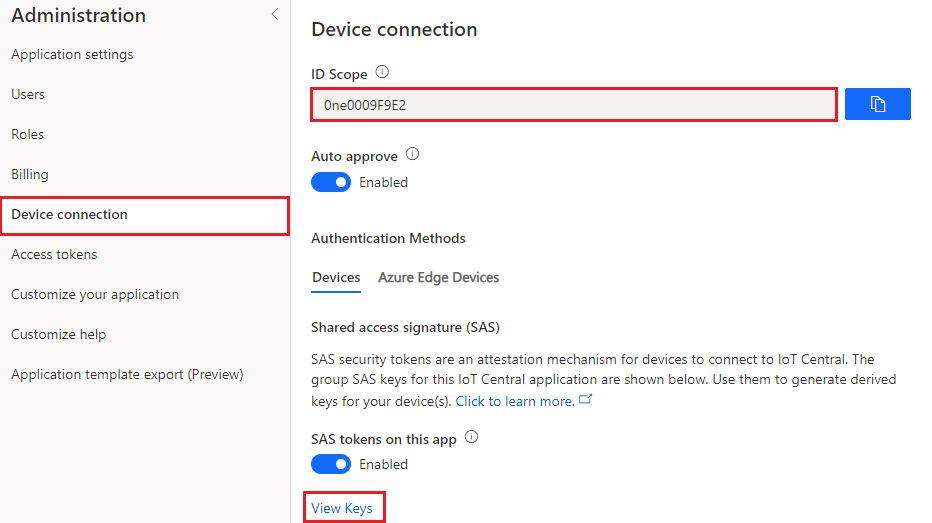 Administration
Application settings
Users
Roles
Billing
Device connection
Access tokens
Customize your application
Customize help
Application template export (Preview)
Device connection
ID Scope
0ne0009F9E2
Auto approve
Enabled
Authentication Methods
Devices Azure Edge Devices
Shared access signature (SAS)
SAS security tokens are an attestation mechanism for devices to connect to IoT Central. The
group SAS keys for this IoT Central application are shown below. Use them to generate derived
keys for your device(s). Click to learn more.
SAS tokens on this app
Enabled
View Keys